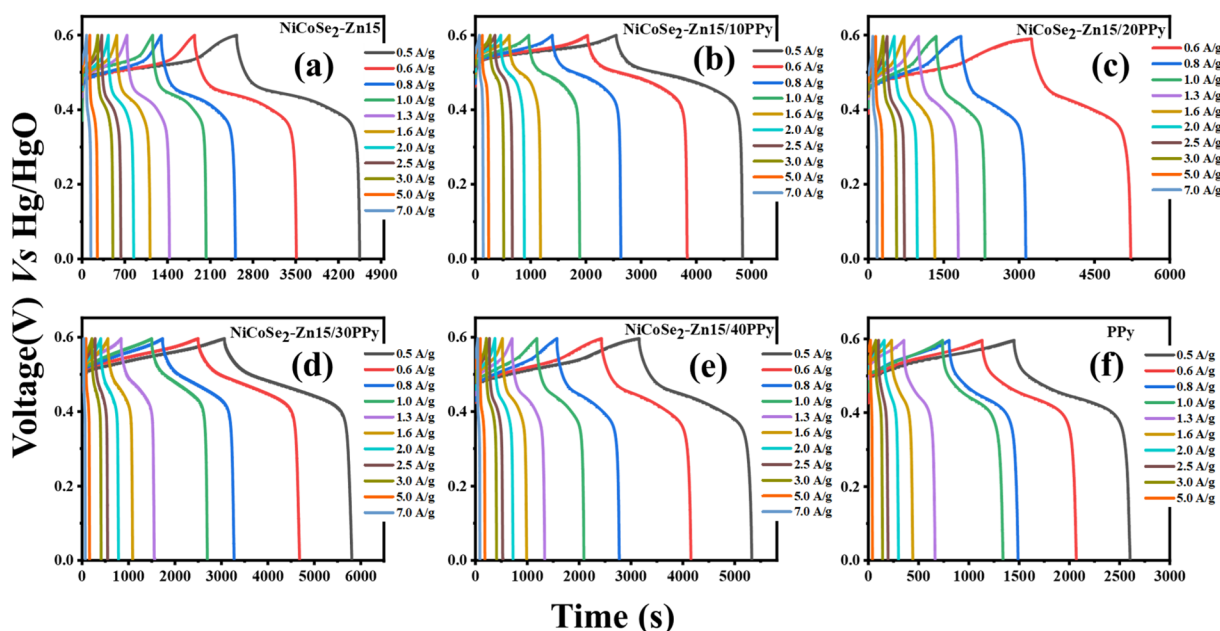 Voltage(V) Vs Hg/HgO
NiCoSe2-Zn15
(a)
0.6
0.4
0.2
0.0
0 700 1400 2100 2800 3500 4200 4900
0.5 A/g
0.6 A/g
0.8 A/g
1.0 A/g
1.3 A/g
1.6 A/g
2.0 A/g
2.5 A/g
3.0 A/g
5.0 A/g
7.0 A/g
NiCoSe2-Zn15/10PPy
(b)
0.6
0.4
0.2
0.0
0 1000 2000 3000 4000 5000
0.5 A/g
0.6 A/g
0.8 A/g
1.0 A/g
1.6 A/g
2.0 A/g
2.5 A/g
3.0 A/g
5.0 A/g
7.0 A/g
NiCoSe2-Zn15/20PPy
(c)
0.6
0.4
0.2
0.0
0 1500 3000 4500 6000
0.6 A/g
0.8 A/g
1.0 A/g
1.3 A/g
1.6 A/g
2.0 A/g
2.5 A/g
3.0 A/g
5.0 A/g
7.0 A/g
NiCoSe2-Zn15/30PPy
(d)
0.6
0.4
0.2
0.0
0 1000 2000 3000 4000 5000 6000
0.5 A/g
0.6 A/g
0.8 A/g
1.0 A/g
1.3 A/g
1.6 A/g
2.0 A/g
2.5 A/g
3.0 A/g
5.0 A/g
7.0 A/g
NiCoSe2-Zn15/40PPy
(e)
0.6
0.4
0.2
0.0
0 1000 2000 3000 4000 5000
0.5 A/g
0.6 A/g
0.8 A/g
1.0 A/g
1.3 A/g
1.6 A/g
2.0 A/g
2.5 A/g
3.0 A/g
5.0 A/g
7.0 A/g
PPy
(f)
0.6
0.4
0.2
0.0
0 500 1000 1500 2000 2500 3000
0.5 A/g
0.6 A/g
0.8 A/g
1.0 A/g
1.3 A/g
1.6 A/g
2.0 A/g
2.5 A/g
3.0 A/g
5.0 A/g
Time (s)